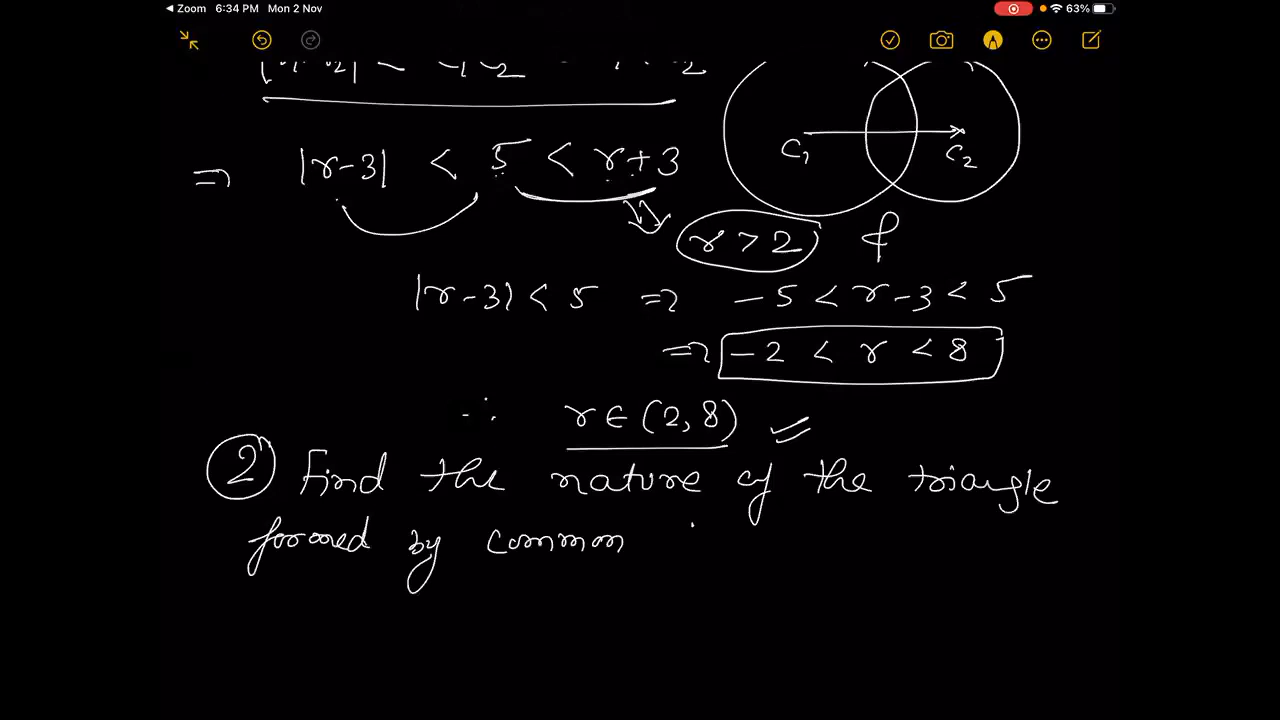 Zoom 6:34 PM Mon 2 Nov 63%
⇒ |r-3| < 5 < r+3
C₁ C₂
r > 2 &
|r-3| < 5 ⇒ -5 < r-3 < 5
⇒ -2 < r < 8
∴ r ∈ (2, 8)
② Find the nature of the triangle
formed by common